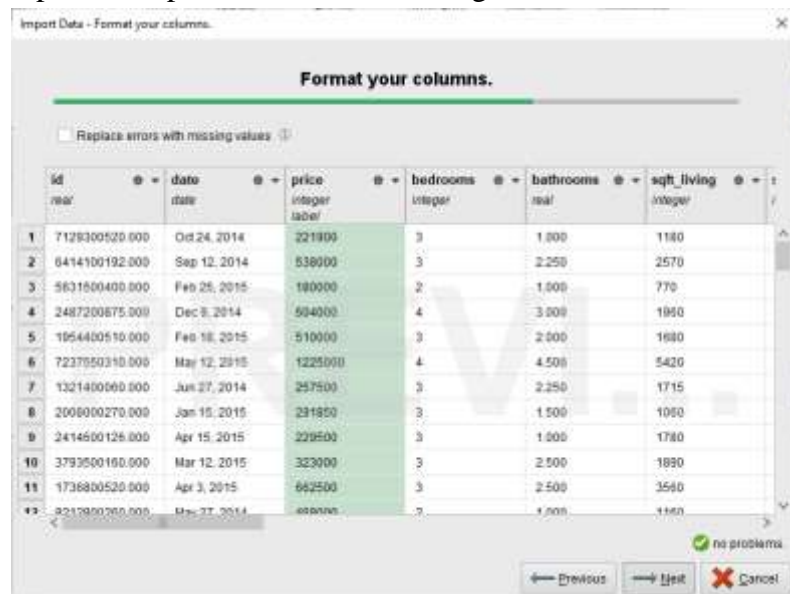 Import Data - Format your columns.
Format your columns.
Replace errors with missing values
id date price bedrooms bathrooms sqft_living
real date integer integer real integer
label
1 7129300520.000 Oct 24, 2014 221900 3 1.000 1180
2 6414100192.000 Sep 12, 2014 538000 3 2.250 2570
3 5631500400.000 Feb 25, 2015 180000 2 1.000 770
4 2487200875.000 Dec 9, 2014 604000 4 3.000 1960
5 1954400510.000 Feb 18, 2015 510000 3 2.000 1680
6 7237550310.000 May 12, 2015 1225000 4 4.500 5420
7 1321400060.000 Jun 27, 2014 257500 3 2.250 1715
8 2008000270.000 Jan 15, 2015 291850 3 1.500 1060
9 2414600126.000 Apr 15, 2015 229500 3 1.000 1780
10 3793500160.000 Mar 12, 2015 323000 3 2.500 1890
11 1736800520.000 Apr 3, 2015 662500 3 2.500 3560
12 May 27, 2014 1.000 1160
PREVI...
no problems.
Previous Next Cancel